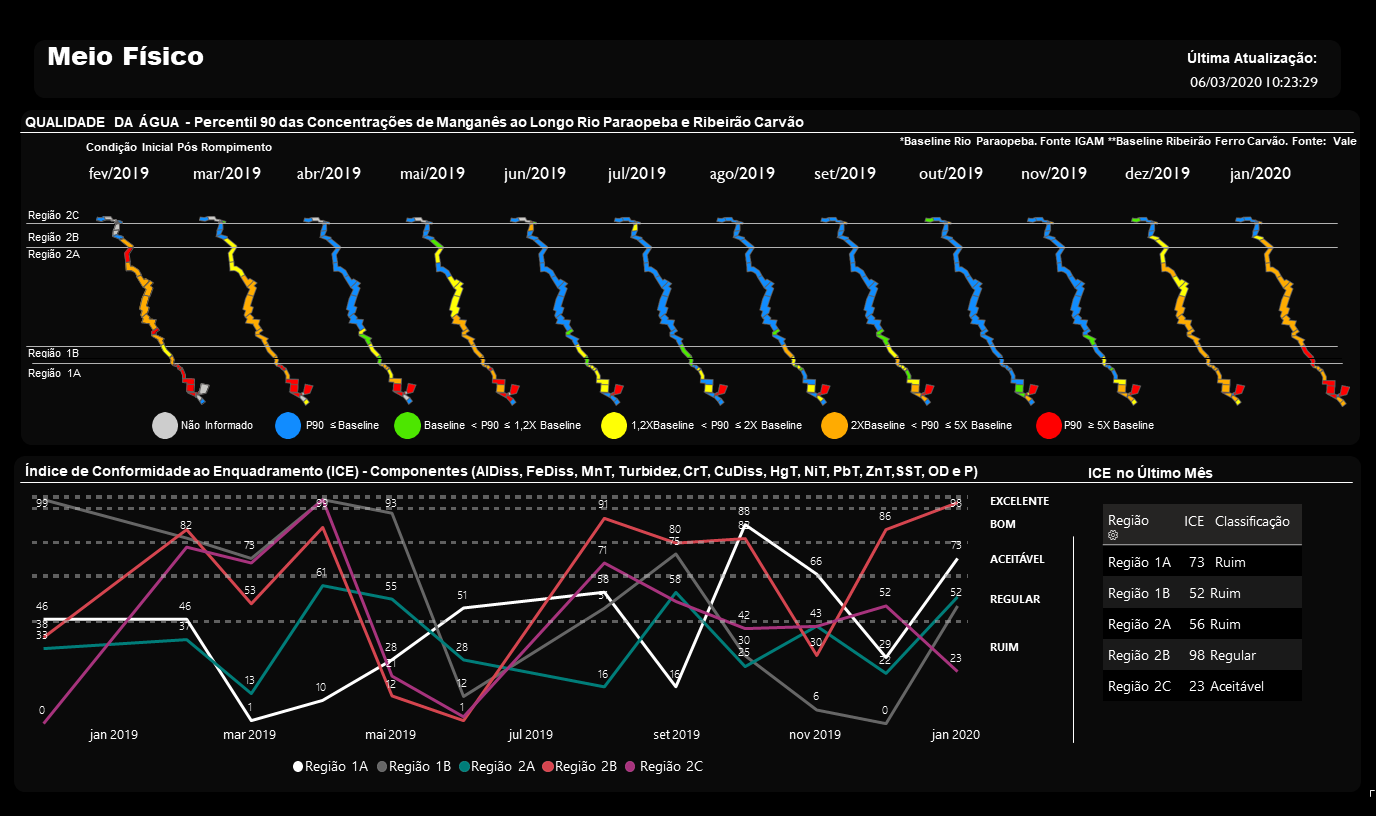 Meio Físico
Última Atualização:
06/03/2020 10:23:29
QUALIDADE DA ÁGUA - Percentil 90 das Concentrações de Manganês ao Longo Rio Paraopeba e Ribeirão Carvão
*Baseline Rio Paraopeba. Fonte IGAM **Baseline Ribeirão Ferro Carvão. Fonte: Vale
Condição Inicial Pós Rompimento
fev/2019 mar/2019 abr/2019 mai/2019 jun/2019 jul/2019 ago/2019 set/2019 out/2019 nov/2019 dez/2019 jan/2020
Região 2C
Região 2B
Região 2A
Região 1B
Região 1A
Não Informado P90 ≤ Baseline Baseline < P90 ≤ 1,2X Baseline 1,2XBaseline < P90 ≤ 2X Baseline 2XBaseline < P90 ≤ 5X Baseline P90 ≥ 5X Baseline
Índice de Conformidade ao Enquadramento (ICE) - Componentes (AlDiss, FeDiss, MnT, Turbidez, CrT, CuDiss, HgT, NiT, PbT, ZnT,SST, OD e P)
99 82 73 99 93 91 80 75 88 86 98
46 38 33 46 37 53 61 55 51 71 58 58 66 52 73 52
0 13 1 10 28 21 12 28 12 1 16 16 42 30 25 43 30 6 29 22 0 23
EXCELENTE
BOM
ACEITÁVEL
REGULAR
RUIM
jan 2019 mar 2019 mai 2019 jul 2019 set 2019 nov 2019 jan 2020
Região 1A Região 1B Região 2A Região 2B Região 2C
ICE no Último Mês
Região ICE Classificação
Região 1A 73 Ruim
Região 1B 52 Ruim
Região 2A 56 Ruim
Região 2B 98 Regular
Região 2C 23 Aceitável